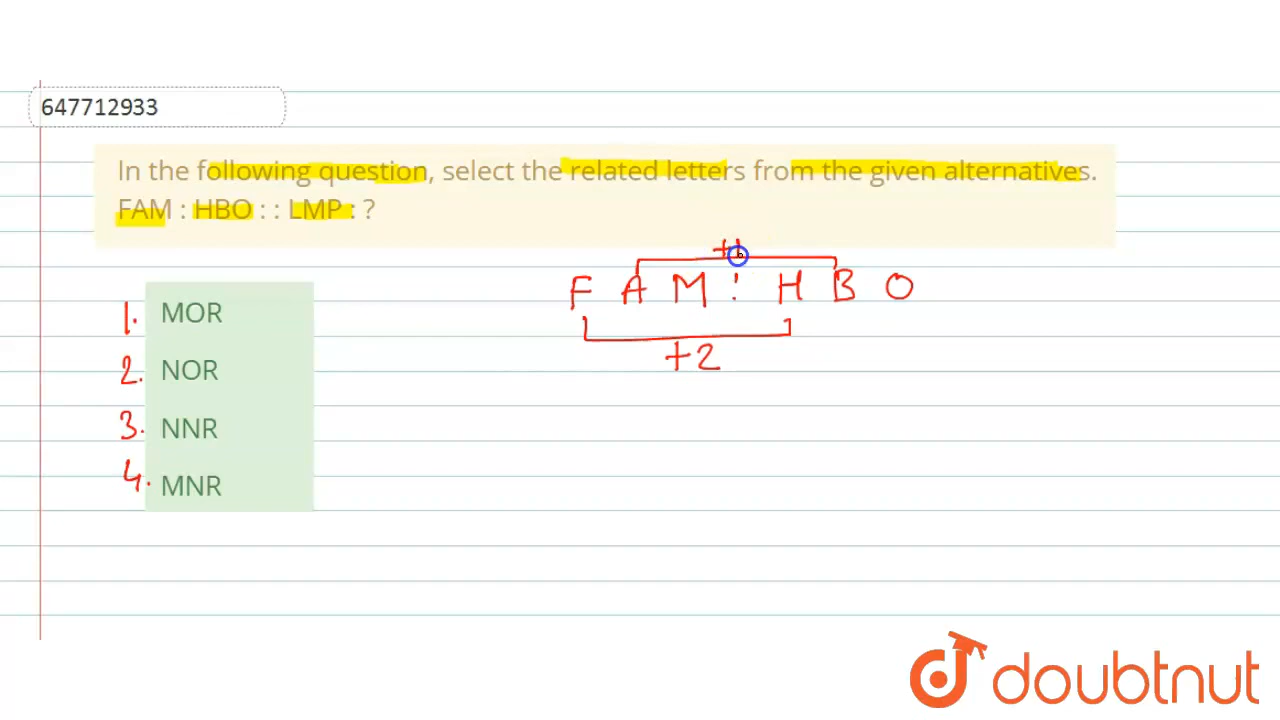 647712933
In the following question, select the related letters from the given alternatives.
FAM : HBO : : LMP : ?
+1
F A M : H B O
+2
1. MOR
2. NOR
3. NNR
4. MNR
doubtnut